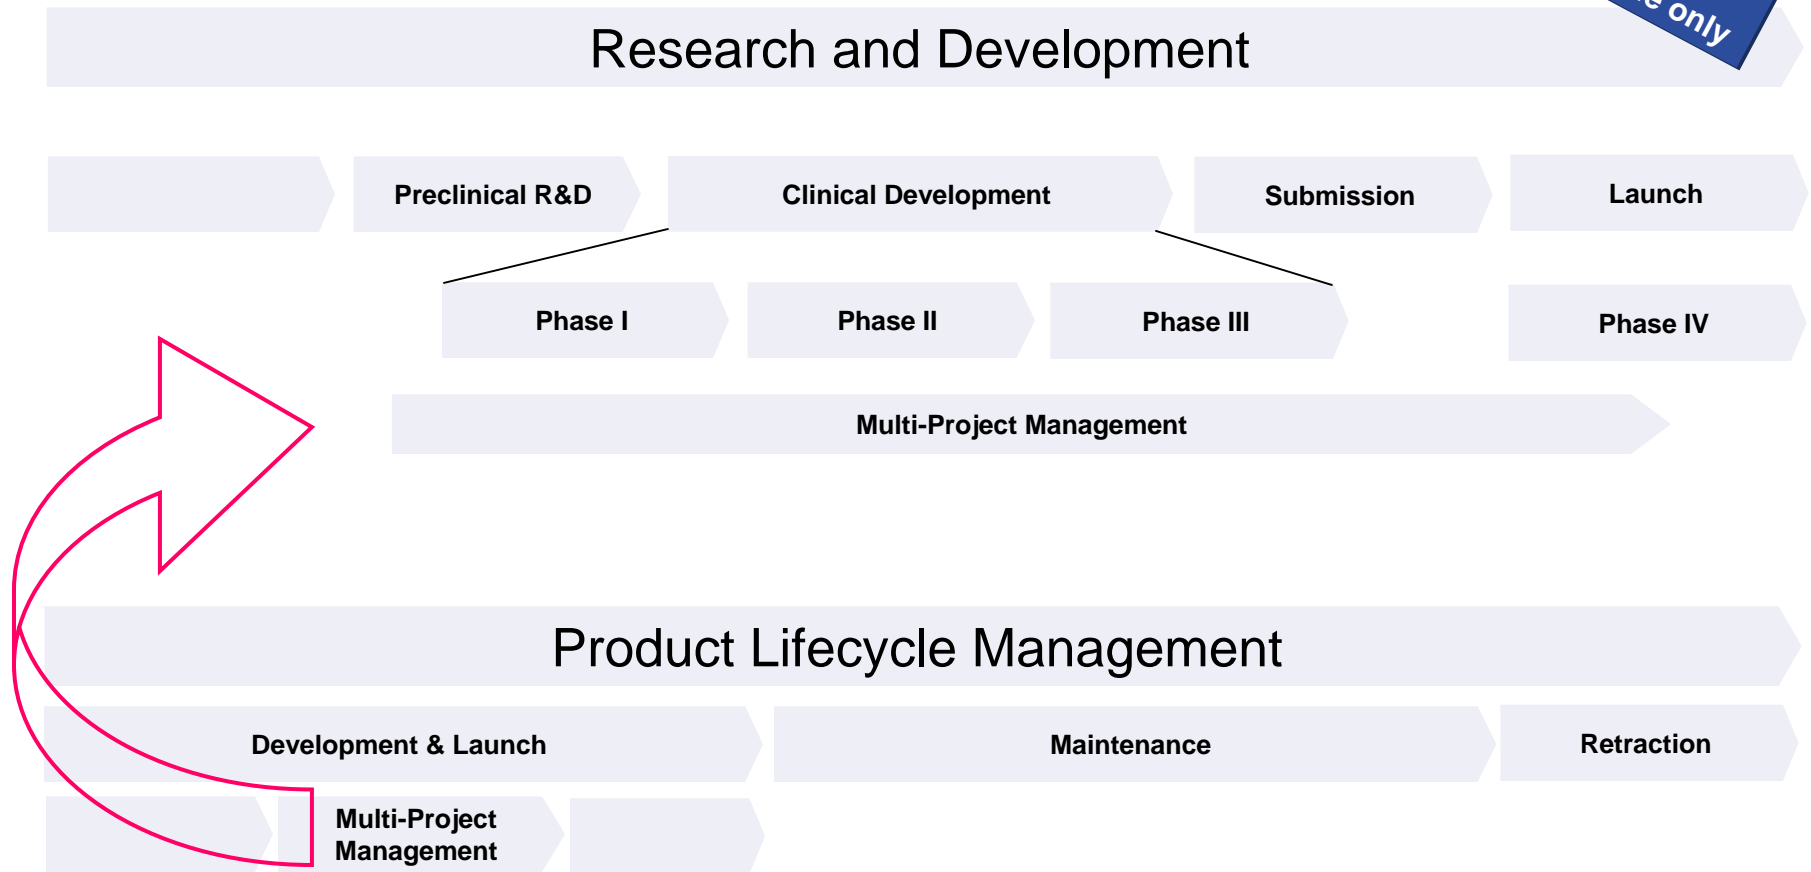 only
Research and Development
Preclinical R&D
Clinical Development
Submission
Launch
Phase I
Phase II
Phase III
Phase IV
Multi-Project Management
Product Lifecycle Management
Development & Launch
Maintenance
Retraction
Multi-Project
Management